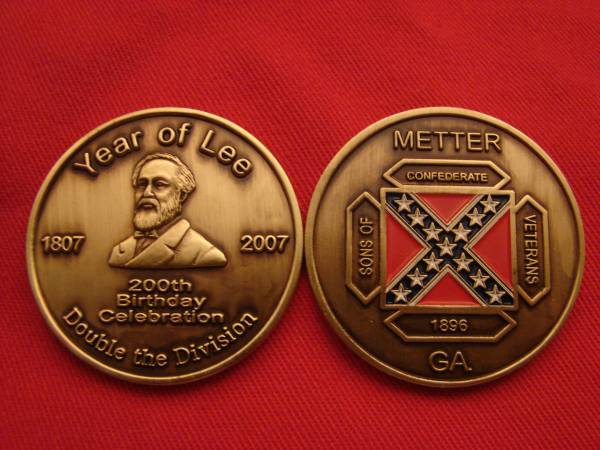 Year of Lee
1807 2007
200th
Birthday
Celebration
Double the Division
METTER
CONFEDERATE
SONS OF
VETERANS
1896
GA.